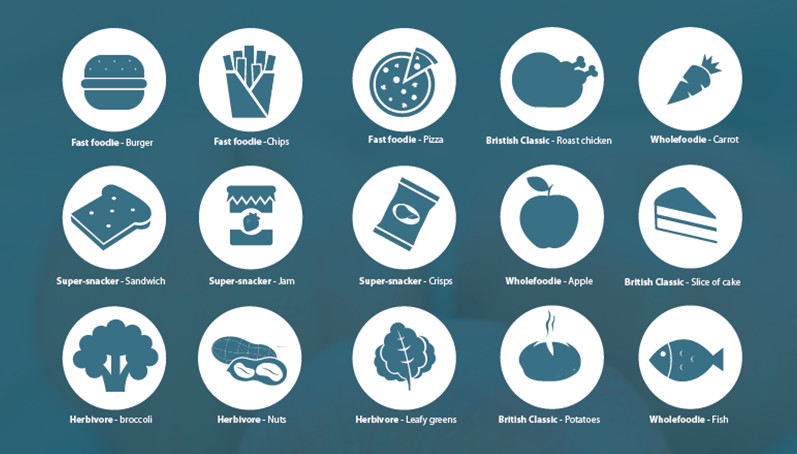 Fast foodie - Burger
Fast foodie -Chips
Fast foodie - Pizza
Bristish Classic - Roast chicken
Wholefoodie - Carrot
Super-snacker - Sandwich
Super-snacker - Jam
Super-snacker - Crisps
Wholefoodie - Apple
British Classic - Slice of cake
Herbivore - broccoli
Herbivore - Nuts
Herbivore - Leafy greens
British Classic - Potatoes
Wholefoodie - Fish